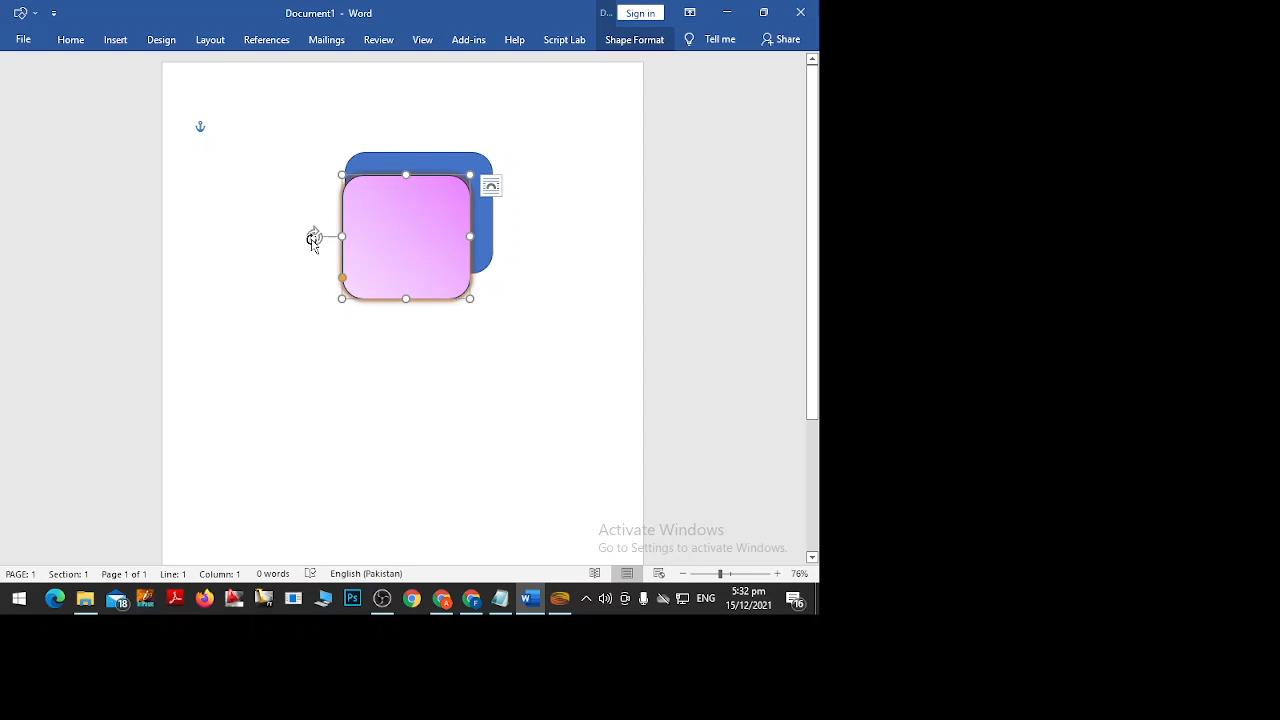 Document1 - Word
D... Sign in
File Home Insert Design Layout References Mailings Review View Add-ins Help Script Lab Shape Format Tell me Share
Activate Windows
Go to Settings to activate Windows.
PAGE: 1 Section: 1 Page 1 of 1 Line: 1 Column: 1 0 words English (Pakistan) 76%
18 Ps W ENG 5:32 pm 16
15/12/2021